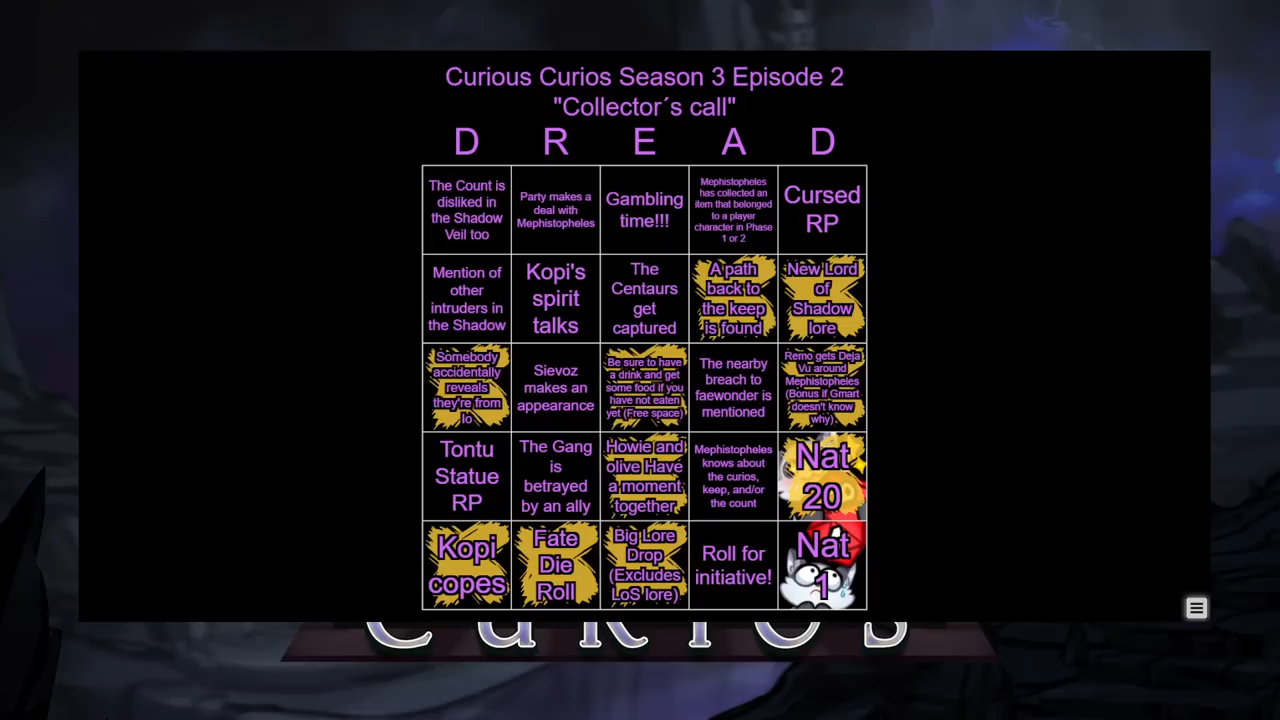 Curious Curios Season 3 Episode 2
"Collector´s call"
D R E A D
The Count is
disliked in
the Shadow
Veil too
Party makes a
deal with
Mephistopheles
Gambling
time!!!
Mephistopheles
has collected an
item that belonged
to a player
character in Phase
1 or 2
Cursed
RP
Mention of
other
intruders in
the Shadow
Kopi's
spirit
talks
The
Centaurs
get
captured
A path
back to
the keep
is found
New Lord
of
Shadow
lore
Somebody
accidentally
reveals
they're from
Io
Sievoz
makes an
appearance
Be sure to have
a drink and get
some food if you
have not eaten
yet (Free space)
The nearby
breach to
faewonder is
mentioned
Remo gets Deja
Vu around
Mephistopheles
(Bonus if Gmart
doesn't know
why)
Tontu
Statue
RP
The Gang
is
betrayed
by an ally
Howie and
olive Have
a moment
together
Mephistopheles
knows about
the curios,
keep, and/or
the count
Nat
20
Kopi
copes
Fate
Die
Roll
Big Lore
Drop
(Excludes
LoS lore)
Roll for
initiative!
Nat
1
Curios